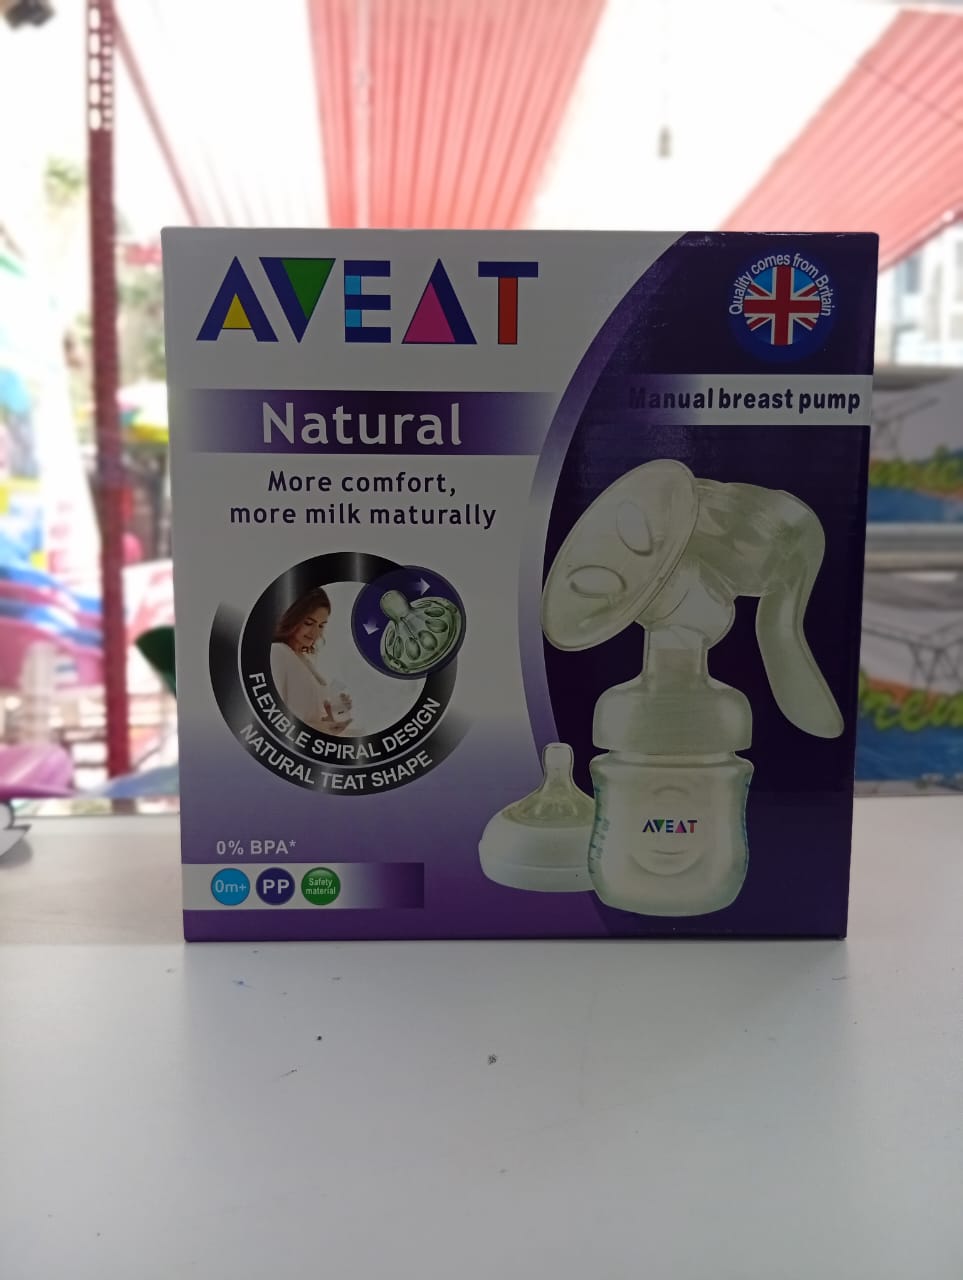 AVEAT
Quality comes from Britain
Manual breast pump
Natural
More comfort,
more milk maturally
FLEXIBLE SPIRAL DESIGN
NATURAL TEAT SHAPE
AVEAT
0% BPA*
0m+
PP
Safety
material